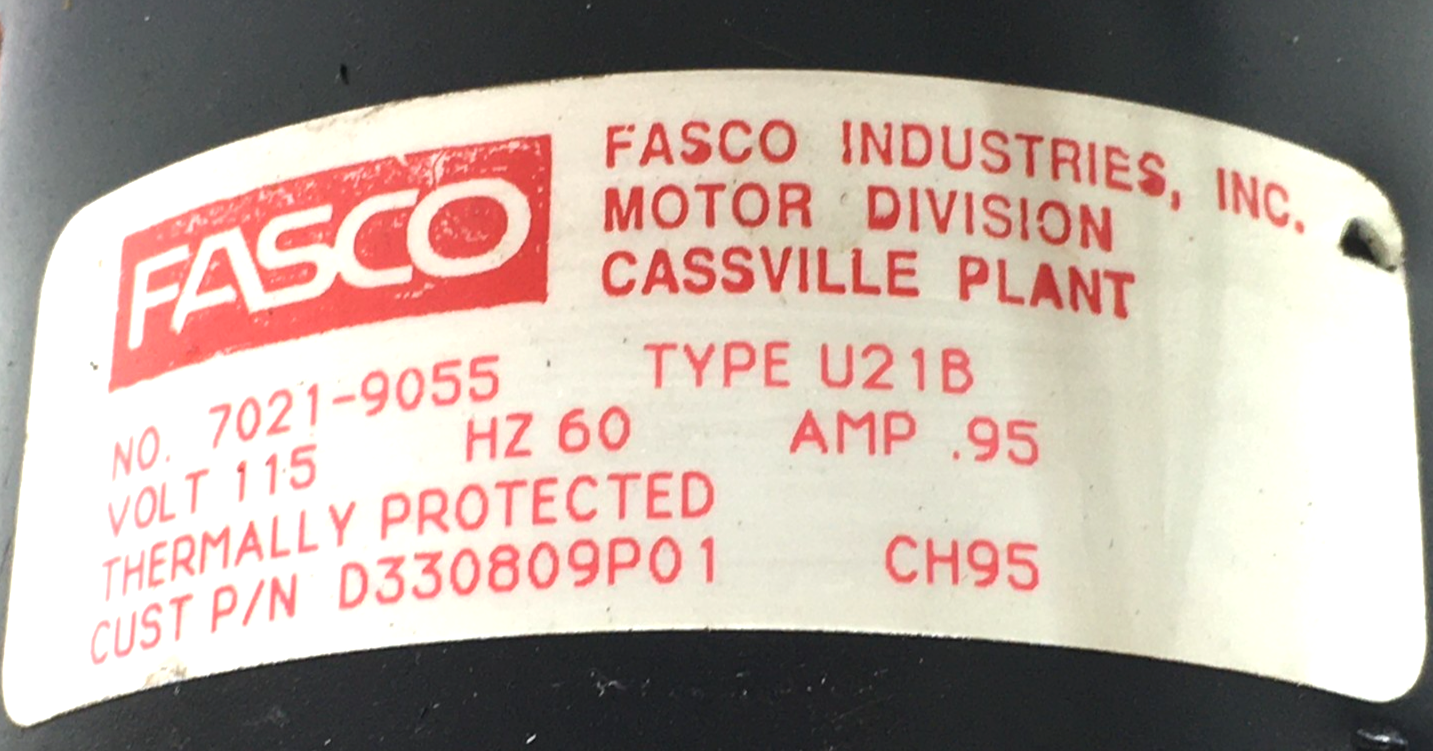 FASCO
FASCO INDUSTRIES, INC.
MOTOR DIVISION
CASSVILLE PLANT
NO. 7021-9055 TYPE U21B
VOLT 115 HZ 60 AMP .95
THERMALLY PROTECTED
CUST P/N D330809P01 CH95